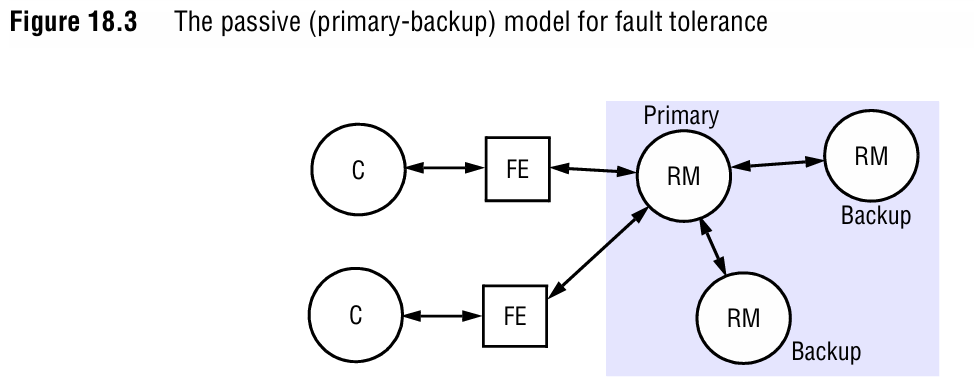 Figure 18.3 The passive (primary-backup) model for fault tolerance
Primary
C
FE
RM
RM
Backup
C
FE
RM
Backup